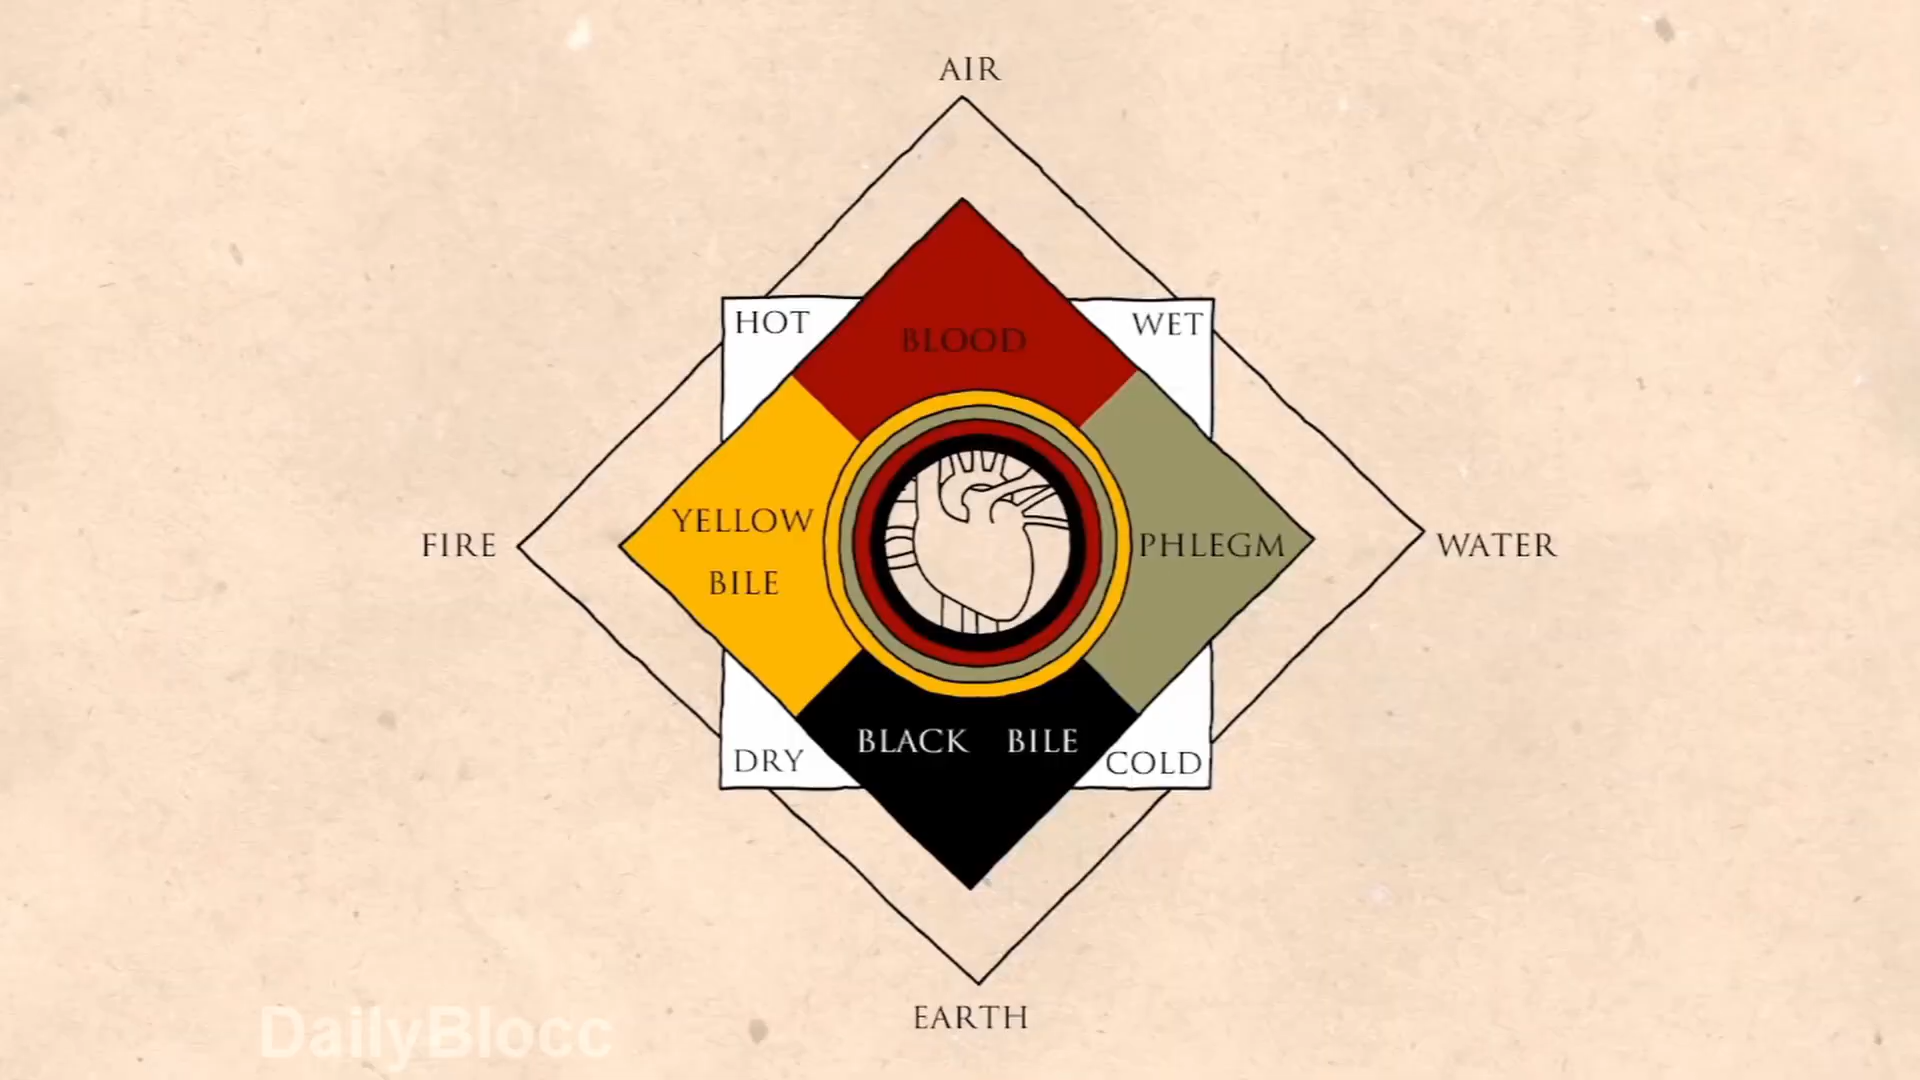 AIR
HOT
WET
BLOOD
YELLOW
BILE
FIRE
PHLEGM
WATER
BLACK BILE
DRY
COLD
EARTH
DailyBlocc